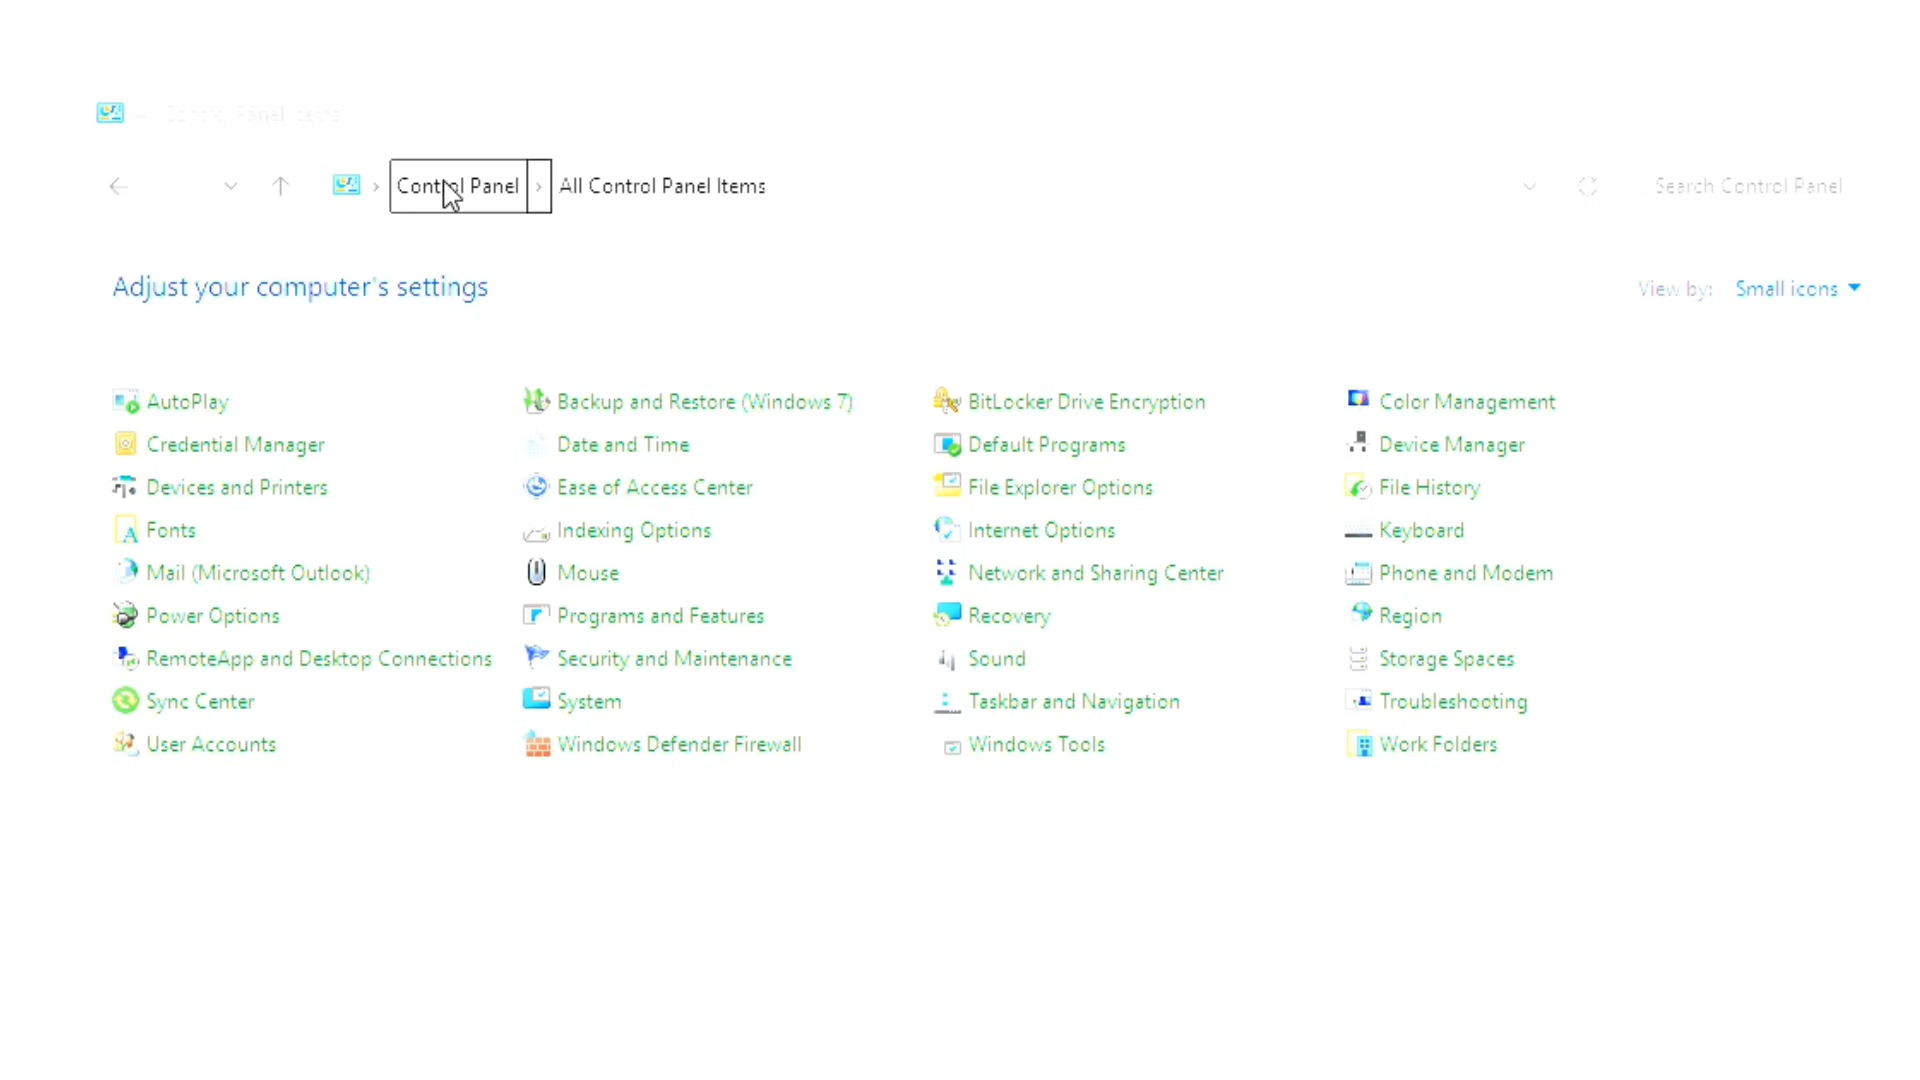 All Control Panel Items
Control Panel > All Control Panel Items
Search Control Panel
Adjust your computer's settings
View by: Small icons
AutoPlay
Backup and Restore (Windows 7)
BitLocker Drive Encryption
Color Management
Credential Manager
Date and Time
Default Programs
Device Manager
Devices and Printers
Ease of Access Center
File Explorer Options
File History
Fonts
Indexing Options
Internet Options
Keyboard
Mail (Microsoft Outlook)
Mouse
Network and Sharing Center
Phone and Modem
Power Options
Programs and Features
Recovery
Region
RemoteApp and Desktop Connections
Security and Maintenance
Sound
Storage Spaces
Sync Center
System
Taskbar and Navigation
Troubleshooting
User Accounts
Windows Defender Firewall
Windows Tools
Work Folders